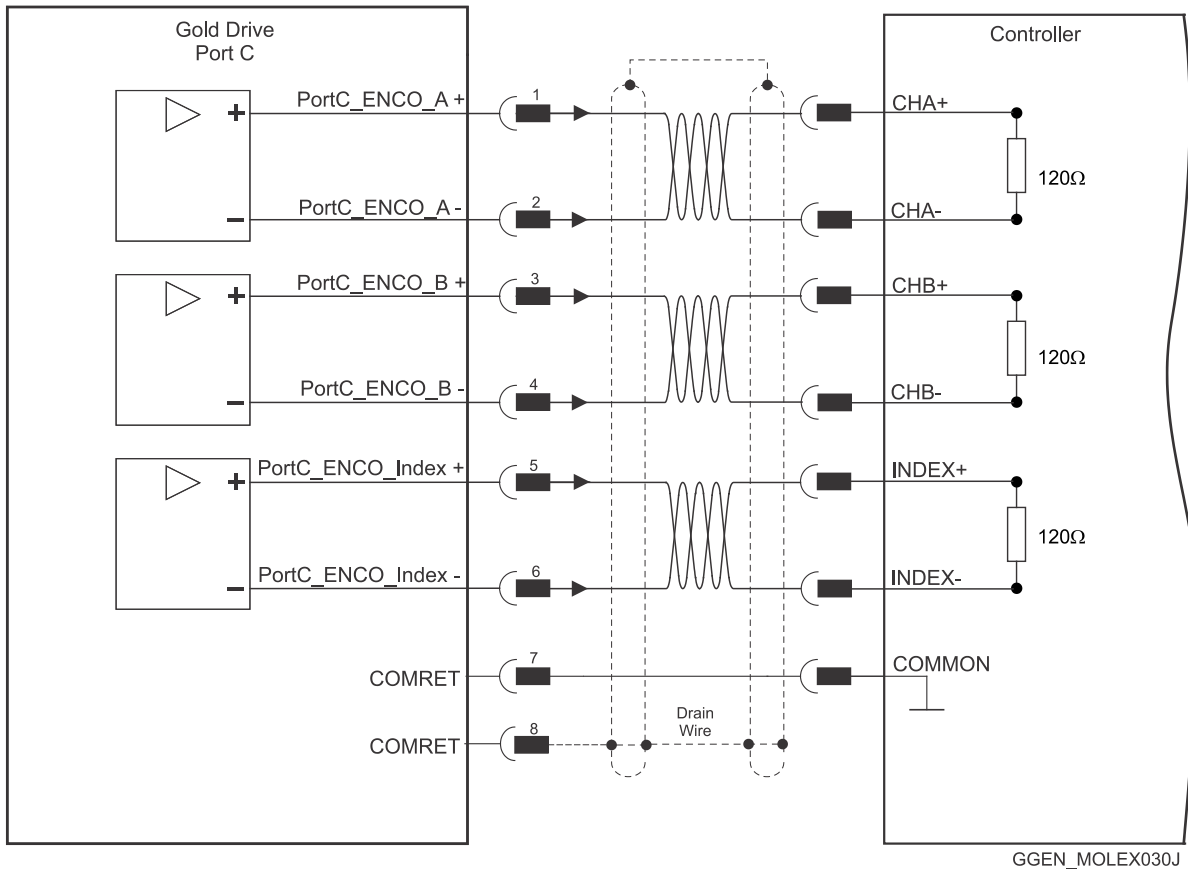 Gold Drive
Port C
Controller
PortC_ENCO_A +
1
CHA+
120Ω
PortC_ENCO_A -
2
CHA-
PortC_ENCO_B +
3
CHB+
120Ω
PortC_ENCO_B -
4
CHB-
PortC_ENCO_Index +
5
INDEX+
120Ω
PortC_ENCO_Index -
6
INDEX-
COMRET
7
COMMON
COMRET
8
Drain
Wire
GGEN_MOLEX030J